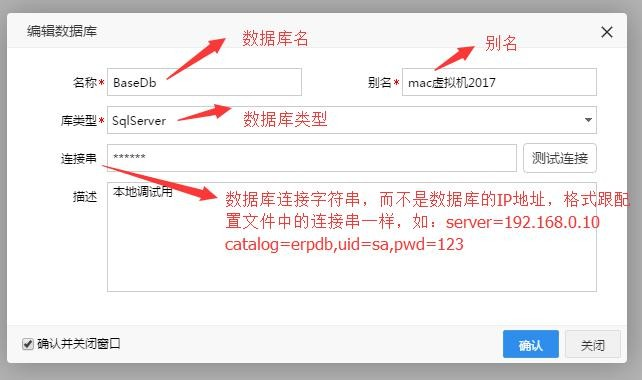 编辑数据库
数据库名
别名
名称* BaseDb
别名* mac虚拟机2017
库类型* SqlServer
数据库类型
连接串 ******
测试连接
描述 本地调试用
数据库连接字符串，而不是数据库的IP地址，格式跟配
置文件中的连接串一样，如：server=192.168.0.10
catalog=erpdb,uid=sa,pwd=123
确认并关闭窗口
确认
关闭